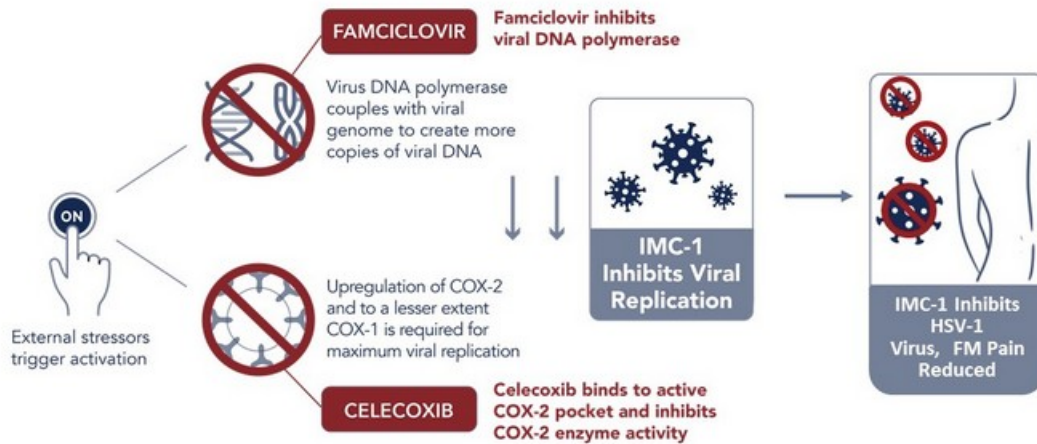 FAMCICLOVIR
Famciclovir inhibits
viral DNA polymerase
Virus DNA polymerase
couples with viral
genome to create more
copies of viral DNA
ON
External stressors
trigger activation
Upregulation of COX-2
and to a lesser extent
COX-1 is required for
maximum viral replication
CELECOXIB
Celecoxib binds to active
COX-2 pocket and inhibits
COX-2 enzyme activity
IMC-1
Inhibits Viral
Replication
IMC-1 Inhibits
HSV-1
Virus, FM Pain
Reduced